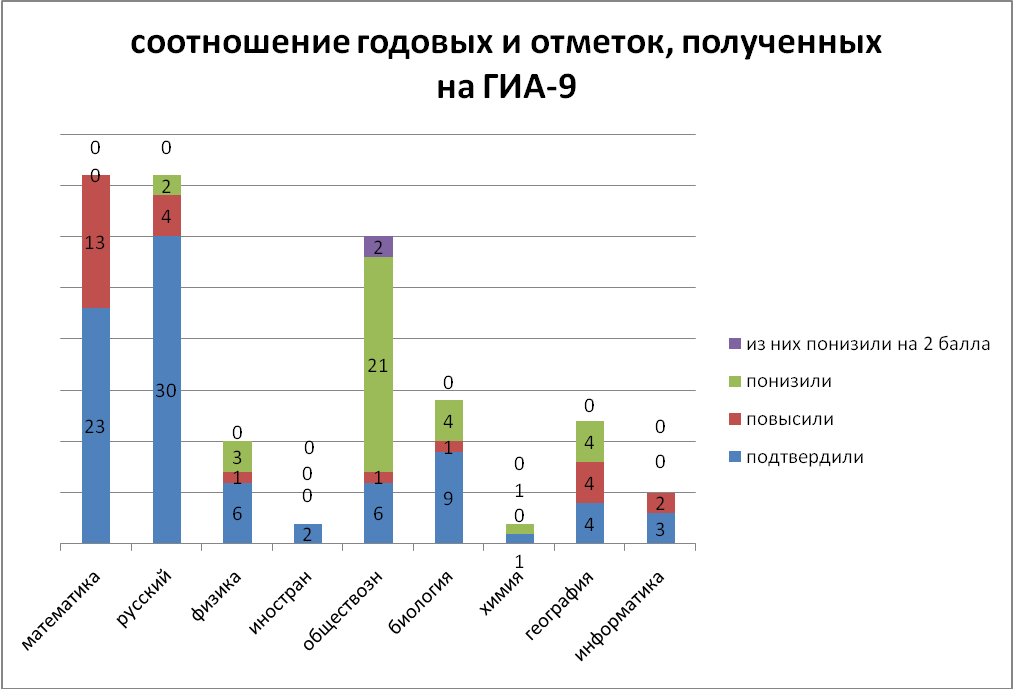 соотношение годовых и отметок, полученных
на ГИА-9
0
0
13
23
0
2
4
30
0
3
1
6
0
0
0
2
2
21
1
6
0
4
1
9
0
1
0
1
0
4
4
4
0
0
2
3
математика
русский
физика
иностран
обществозн
биология
химия
география
информатика
из них понизили на 2 балла
понизили
повысили
подтвердили